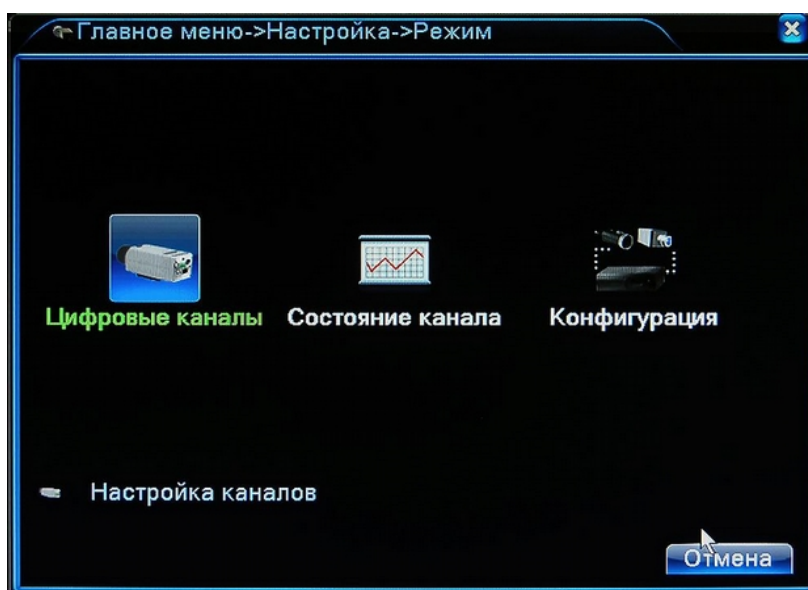 Главное меню->Настройка->Режим
Цифровые каналы
Состояние канала
Конфигурация
Настройка каналов
Отмена